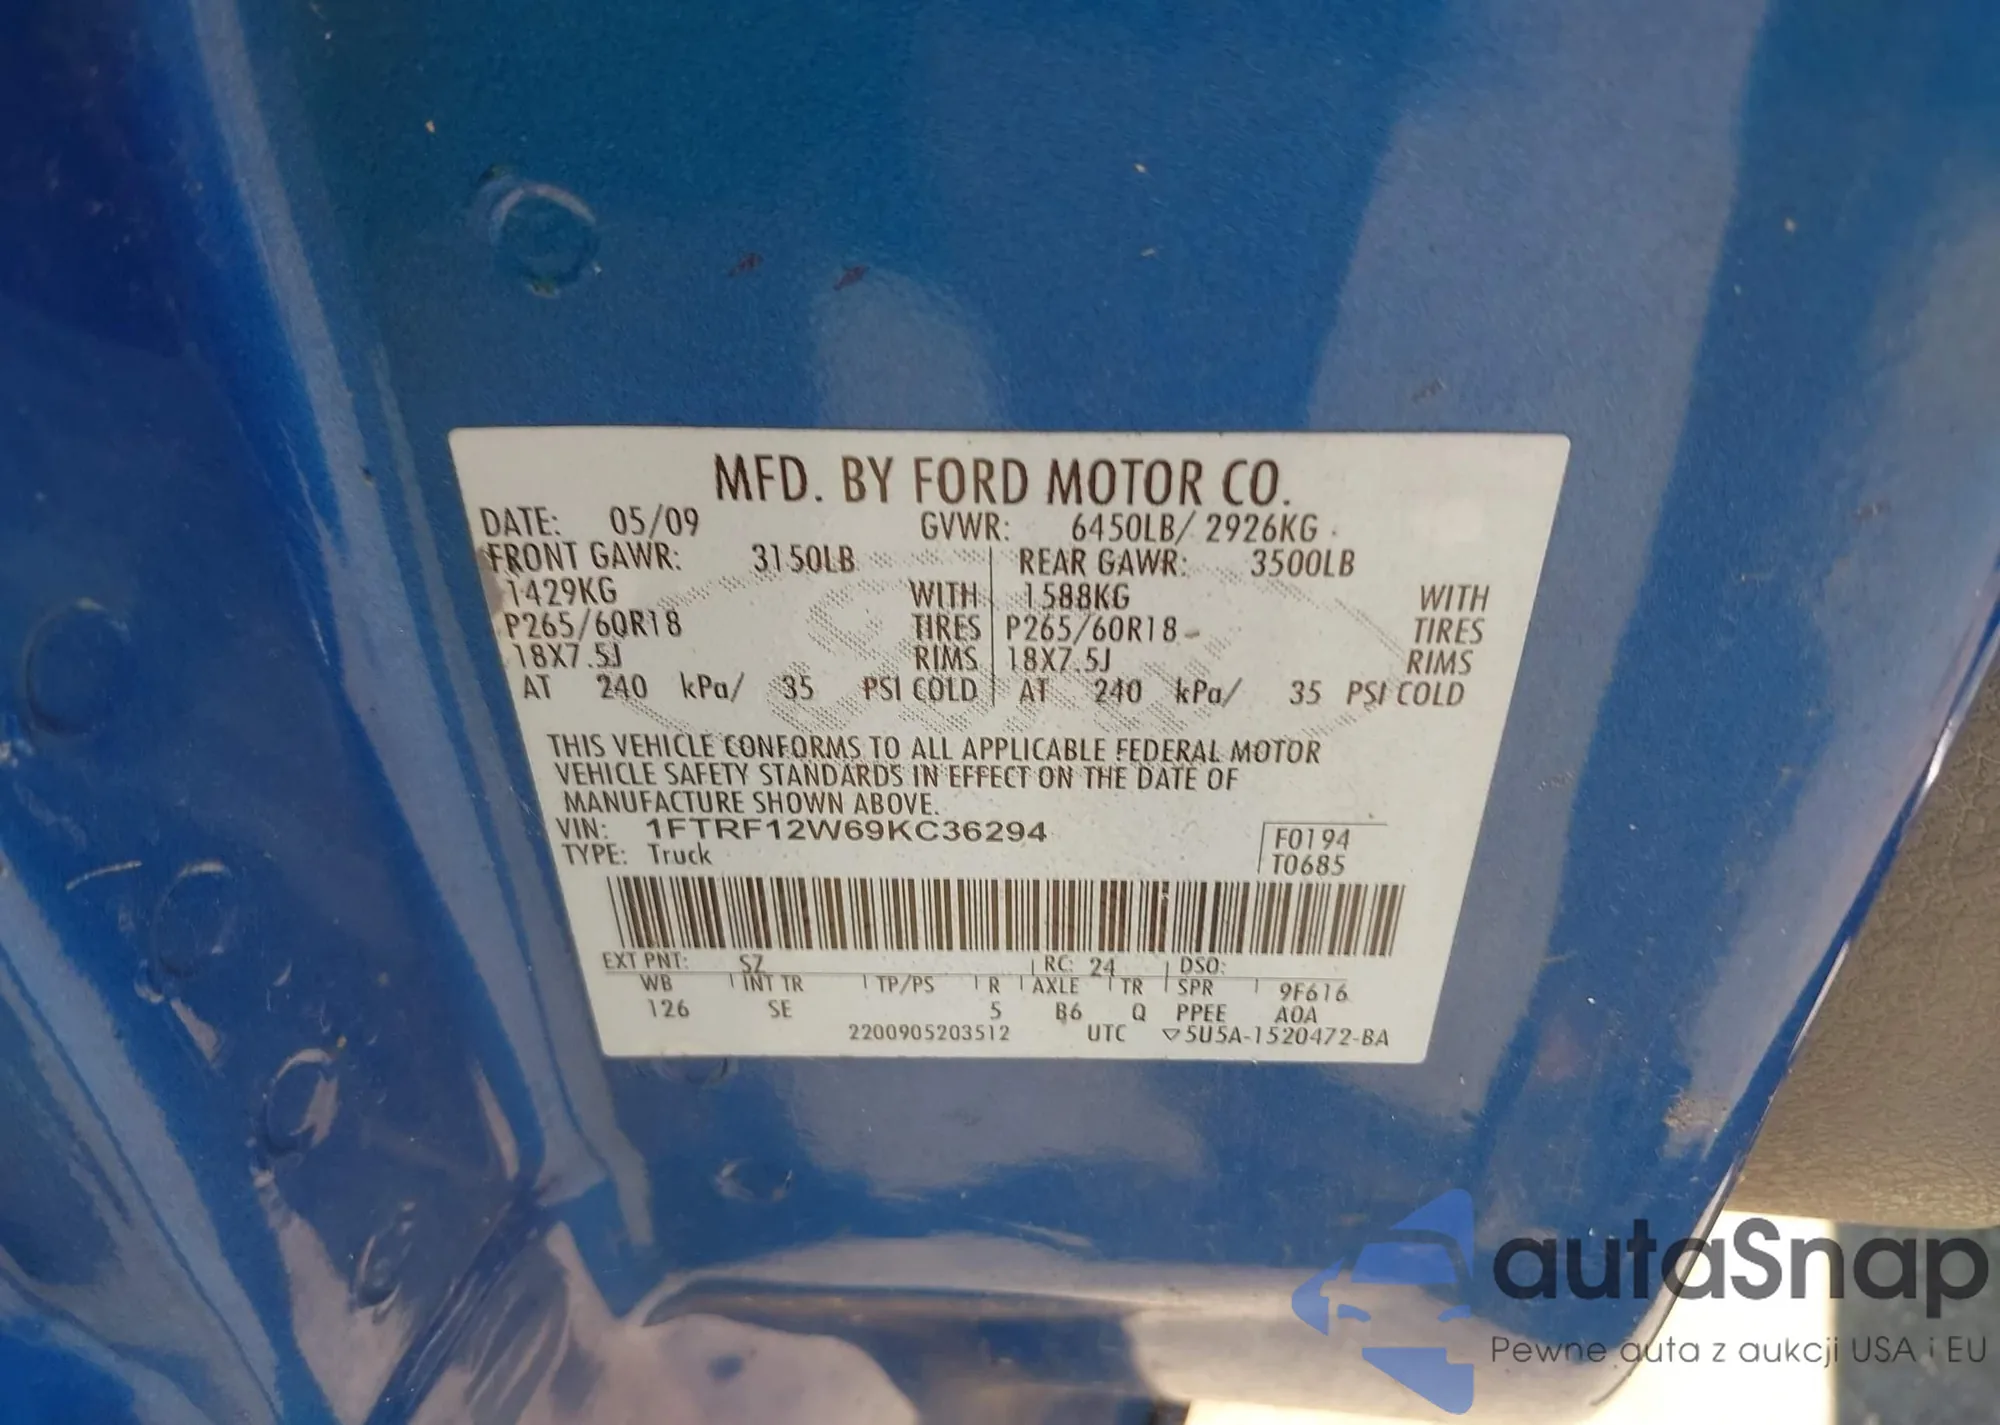 MFD. BY FORD MOTOR CO.
DATE: 05/09 GVWR: 6450LB/ 2926KG
FRONT GAWR: 3150LB REAR GAWR: 3500LB
1429KG WITH 1588KG WITH
P265/60R18 TIRES P265/60R18 TIRES
18X7.5J RIMS 18X7.5J RIMS
AT 240 kPa/ 35 PSI COLD AT 240 kPa/ 35 PSI COLD
THIS VEHICLE CONFORMS TO ALL APPLICABLE FEDERAL MOTOR
VEHICLE SAFETY STANDARDS IN EFFECT ON THE DATE OF
MANUFACTURE SHOWN ABOVE.
VIN: 1FTRF12W69KC36294
TYPE: Truck
F0194
T0685
EXT PNT: SZ RC: 24 DSO:
WB INT TR TP/PS R AXLE TR SPR 9F616
126 SE 5 B6 Q PPEE A0A
2200905203512 UTC ▽5U5A-1520472-BA
autaSnap
Pewne auta z aukcji USA i EU